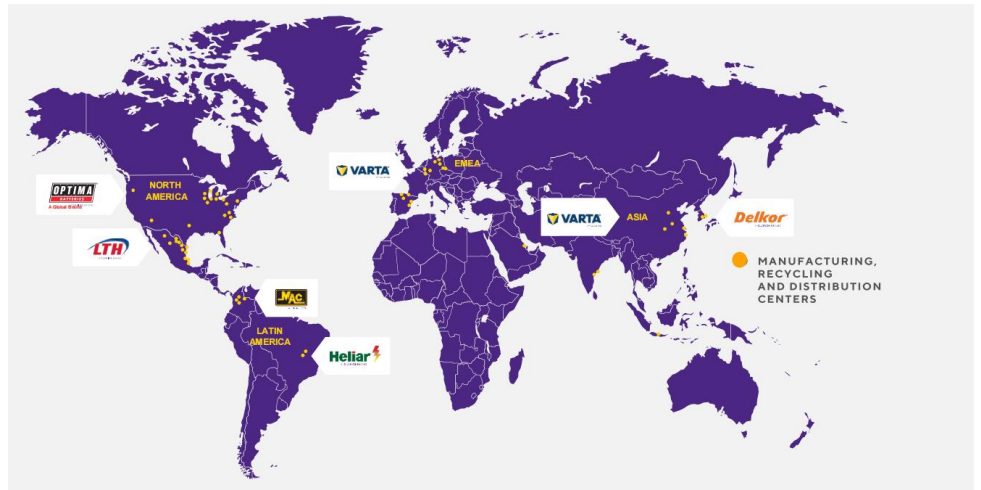 NORTH
AMERICA
OPTIMA
BATTERIES
LTH
VARTA
EMEA
VARTA
ASIA
Delkor
MANUFACTURING,
RECYCLING
AND DISTRIBUTION
CENTERS
MAC
LATIN
AMERICA
Heliar